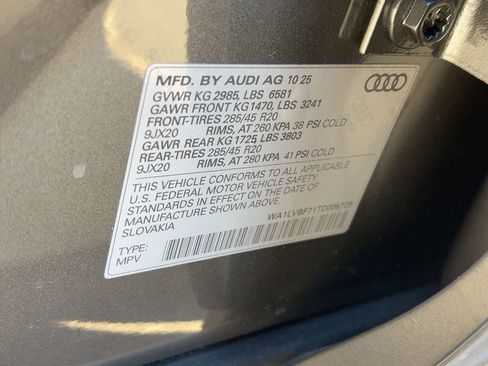 MFD. BY AUDI AG 10 25
GVWR KG 2985, LBS 6581
GAWR FRONT KG1470, LBS 3241
FRONT-TIRES 285/45 R20
9JX20 RIMS, AT 260 KPA 38 PSI COLD
GAWR REAR KG 1725 LBS 3803
REAR-TIRES 285/45 R20
9JX20 RIMS, AT 280 KPA 41 PSI COLD
THIS VEHICLE CONFORMS TO ALL APPLICABLE
U.S. FEDERAL MOTOR VEHICLE SAFETY
STANDARDS IN EFFECT ON THE DATE OF
MANUFACTURE SHOWN ABOVE.
SLOVAKIA
TYPE:
MPV